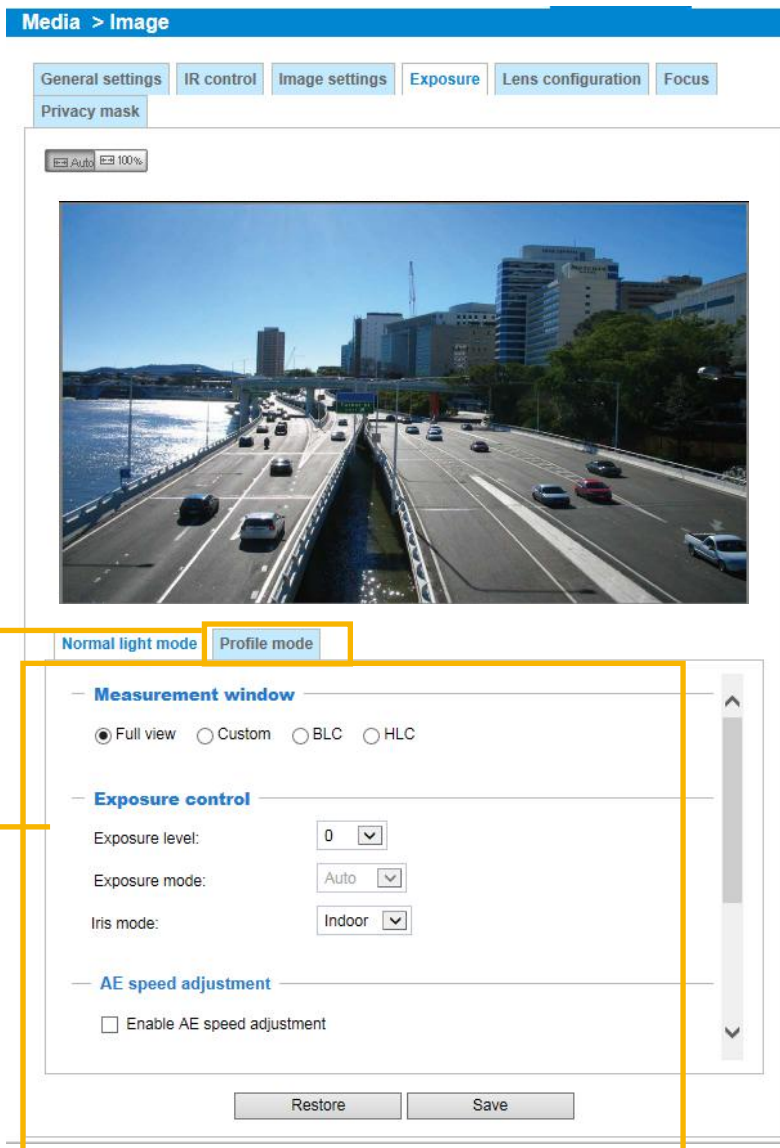 Media > Image
General settings IR control Image settings Exposure Lens configuration Focus
Privacy mask
Auto 100%
Normal light mode Profile mode
Measurement window
Full view Custom BLC HLC
Exposure control
Exposure level: 0
Exposure mode: Auto
Iris mode: Indoor
AE speed adjustment
Enable AE speed adjustment
Restore Save